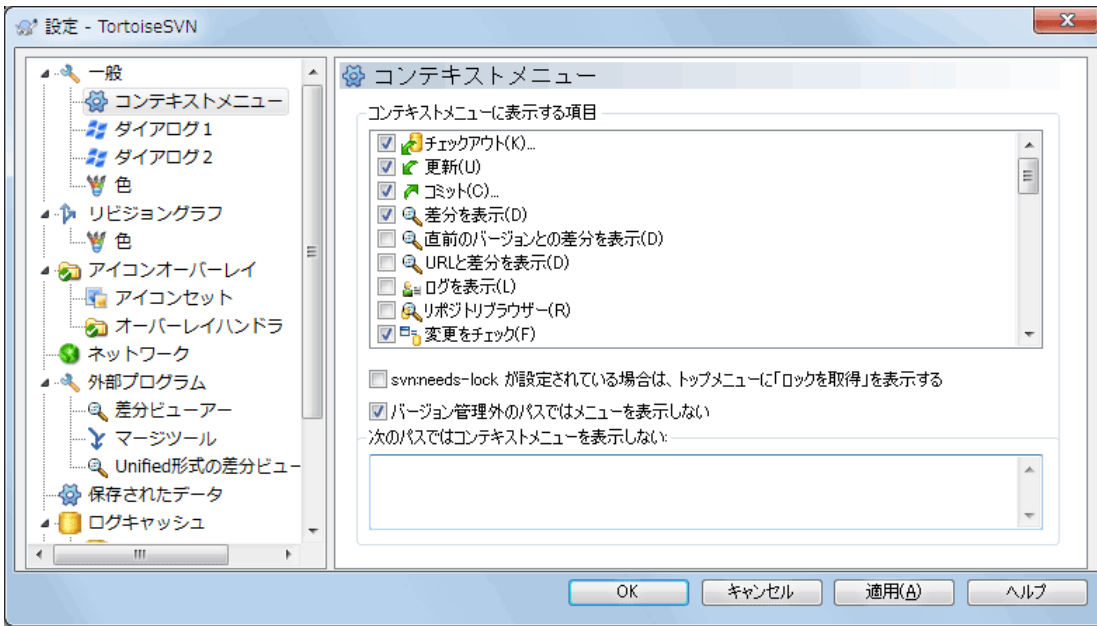 設定 - TortoiseSVN
一般
コンテキストメニュー
ダイアログ1
ダイアログ2
色
リビジョングラフ
色
アイコンオーバーレイ
アイコンセット
オーバーレイハンドラ
ネットワーク
外部プログラム
差分ビューアー
マージツール
Unified形式の差分ビュー
保存されたデータ
ログキャッシュ
コンテキストメニュー
コンテキストメニューに表示する項目
チェックアウト(K)...
更新(U)
コミット(C)...
差分を表示(D)
直前のバージョンとの差分を表示(D)
URLと差分を表示(D)
ログを表示(L)
リポジトリブラウザー(R)
変更をチェック(F)
svn:needs-lock が設定されている場合は、トップメニューに「ロックを取得」を表示する
バージョン管理外のパスではメニューを表示しない
次のパスではコンテキストメニューを表示しない:
OK
キャンセル
適用(A)
ヘルプ